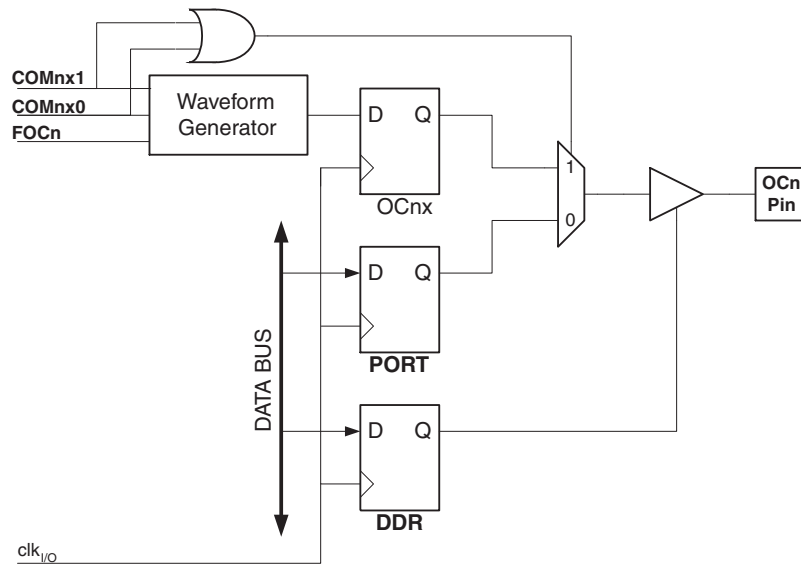 COMnx1
COMnx0
FOCn
Waveform
Generator
D Q
OCnx
1
0
OCn
Pin
D Q
PORT
DATA BUS
D Q
DDR
clkI/O